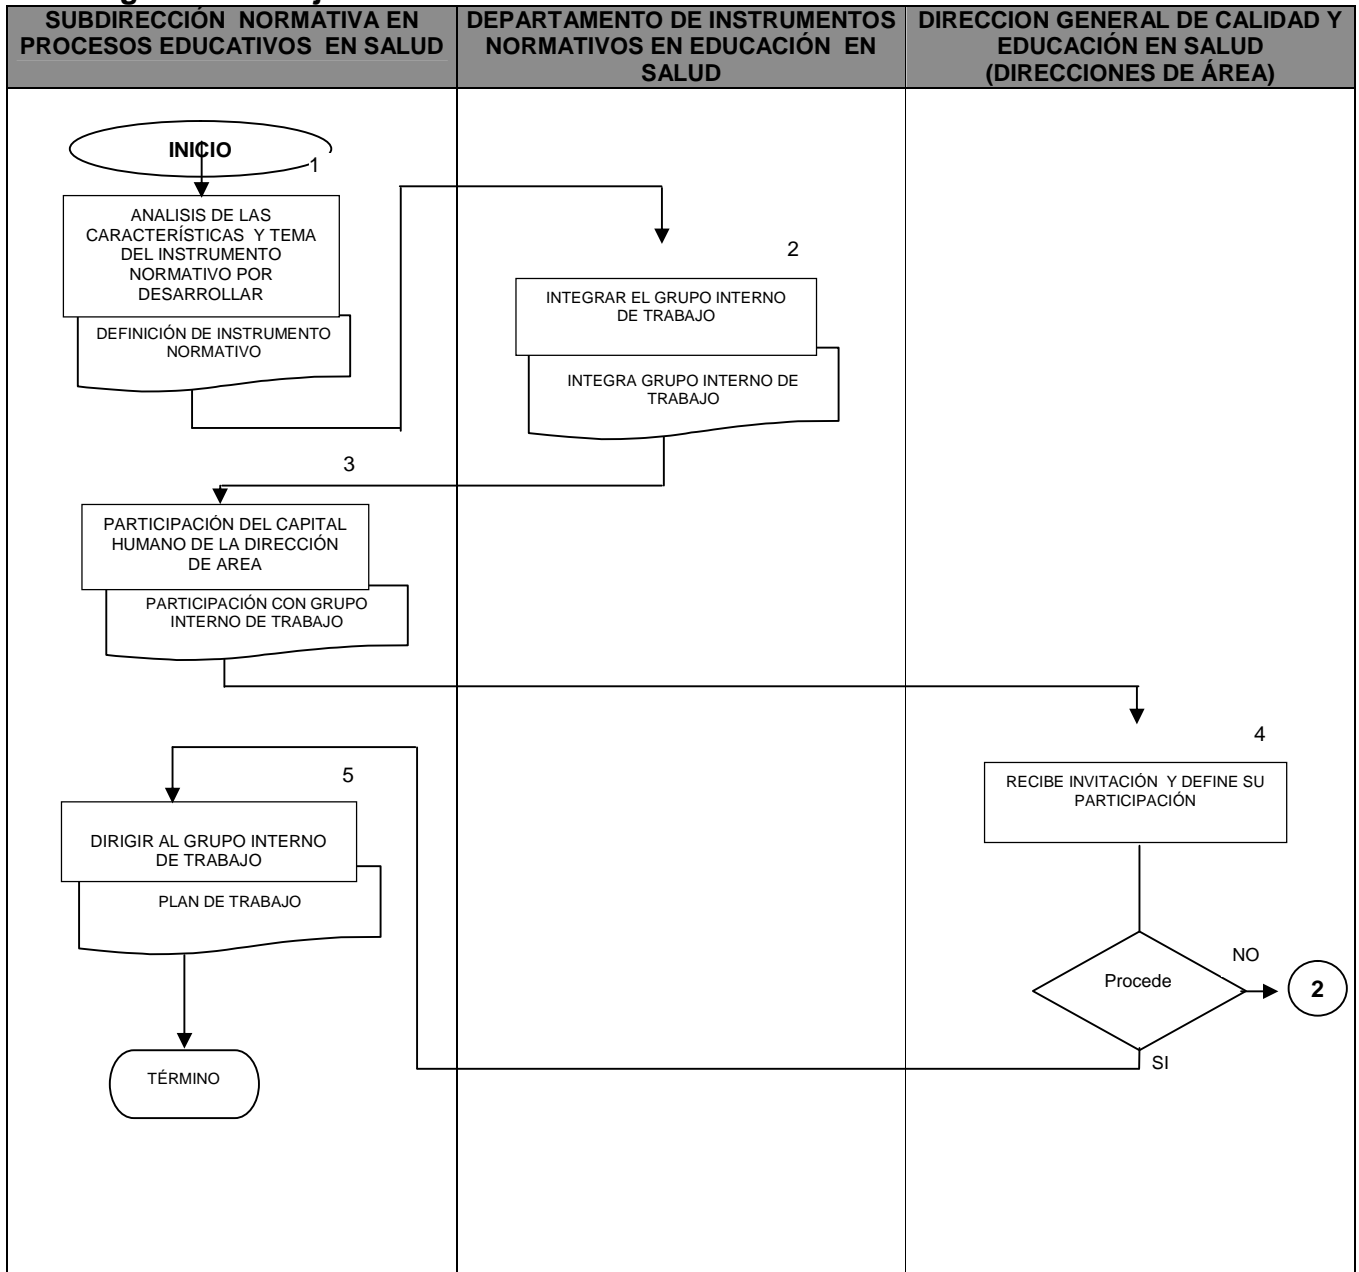 SUBDIRECCIÓN NORMATIVA EN
PROCESOS EDUCATIVOS EN SALUD
DEPARTAMENTO DE INSTRUMENTOS
NORMATIVOS EN EDUCACIÓN EN
SALUD
DIRECCION GENERAL DE CALIDAD Y
EDUCACIÓN EN SALUD
(DIRECCIONES DE ÁREA)
INICIO
1
ANALISIS DE LAS
CARACTERÍSTICAS Y TEMA
DEL INSTRUMENTO
NORMATIVO POR
DESARROLLAR
DEFINICIÓN DE INSTRUMENTO
NORMATIVO
2
INTEGRAR EL GRUPO INTERNO
DE TRABAJO
INTEGRA GRUPO INTERNO DE
TRABAJO
3
PARTICIPACIÓN DEL CAPITAL
HUMANO DE LA DIRECCIÓN
DE AREA
PARTICIPACIÓN CON GRUPO
INTERNO DE TRABAJO
4
RECIBE INVITACIÓN Y DEFINE SU
PARTICIPACIÓN
Procede
NO
2
SI
5
DIRIGIR AL GRUPO INTERNO
DE TRABAJO
PLAN DE TRABAJO
TÉRMINO